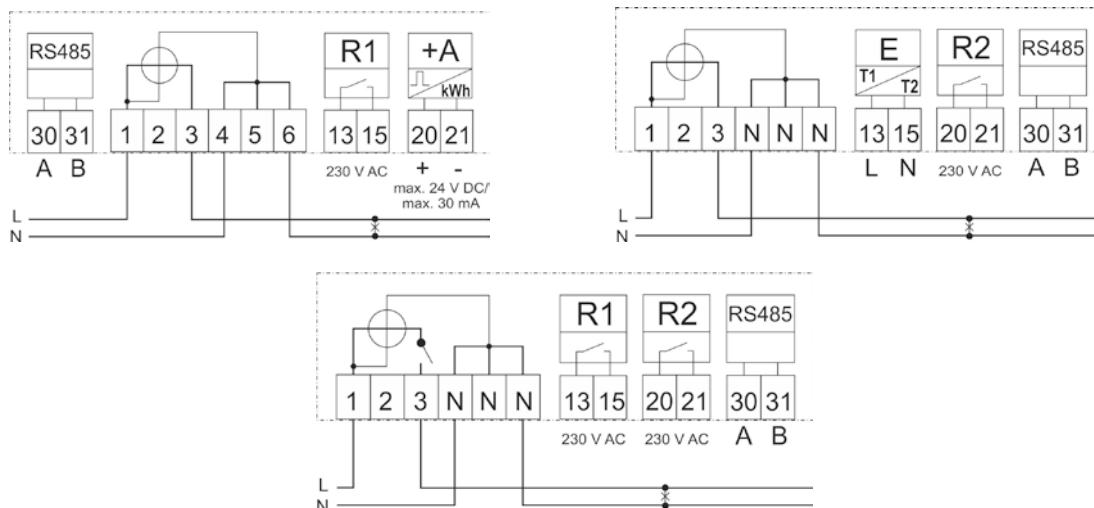 RS485
R1
+A
kWh
30 31 1 2 3 4 5 6 13 15 20 21
A B
230 V AC
+ -
max. 24 V DC/
max. 30 mA
L
N
E
R2
RS485
T1
T2
1 2 3 N N N 13 15 20 21 30 31
L N
230 V AC
A B
L
N
R1
R2
RS485
1 2 3 N N N 13 15 20 21 30 31
230 V AC
230 V AC
A B
L
N